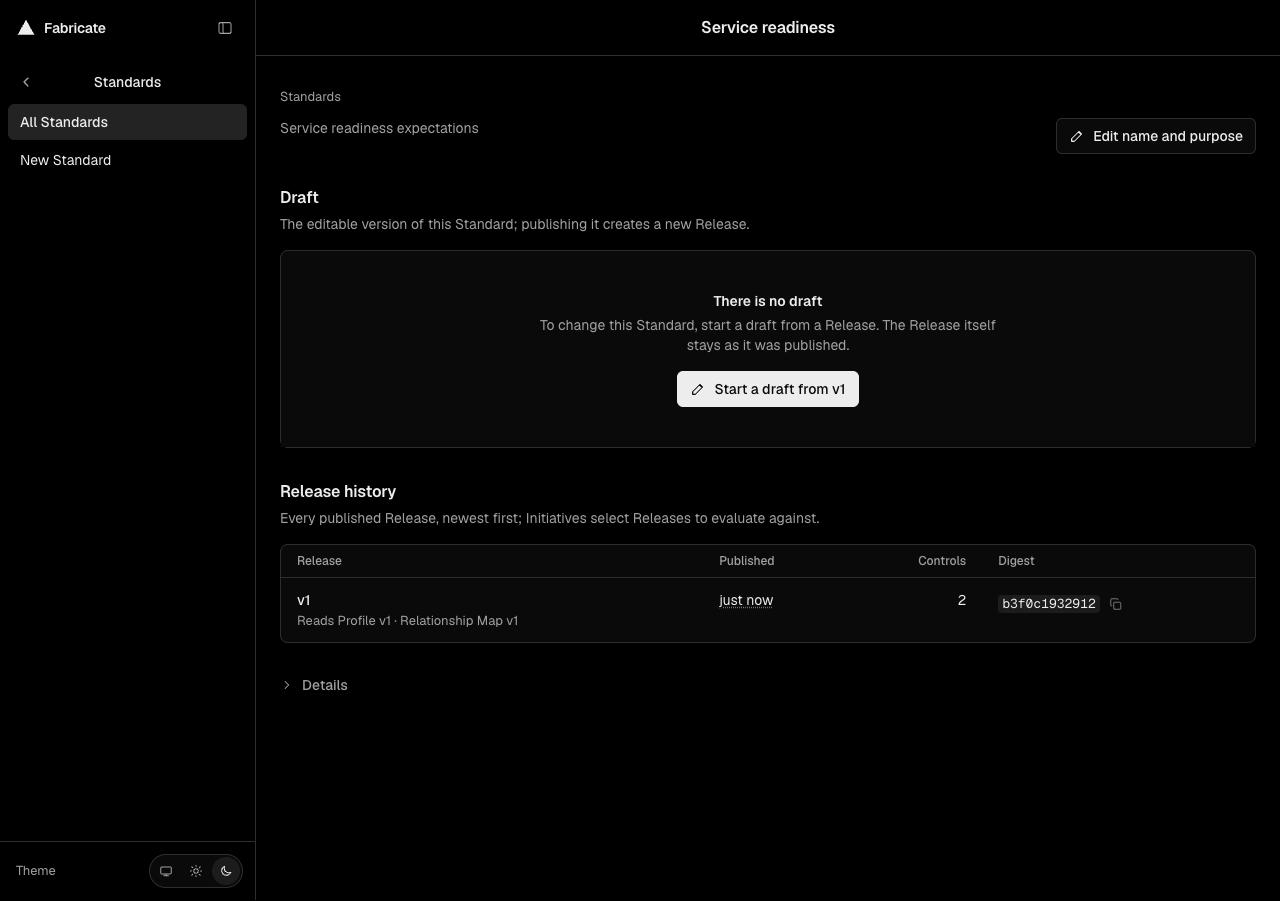 Fabricate
Service readiness
Standards
All Standards
New Standard
Standards
Service readiness expectations
Edit name and purpose
Draft
The editable version of this Standard; publishing it creates a new Release.
There is no draft
To change this Standard, start a draft from a Release. The Release itself
stays as it was published.
Start a draft from v1
Release history
Every published Release, newest first; Initiatives select Releases to evaluate against.
Release Published Controls Digest
v1 just now 2 b3f0c1932912
Reads Profile v1 · Relationship Map v1
Details
Theme